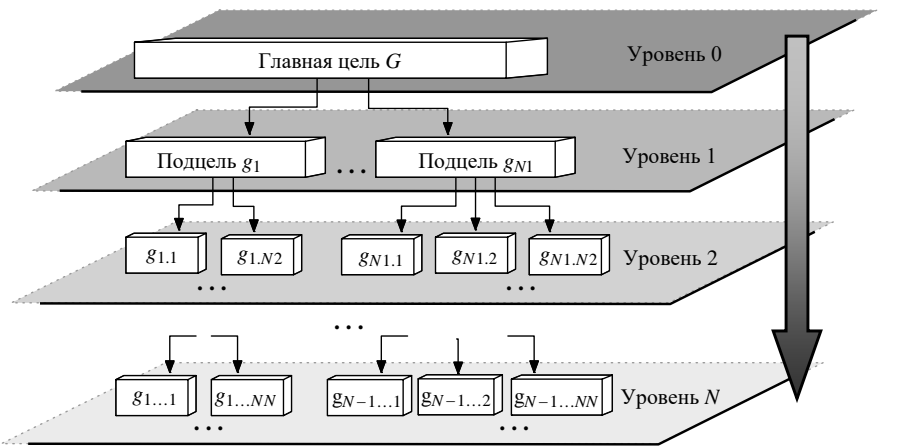 Главная цель G
Уровень 0
Подцель g1
...
Подцель gN1
Уровень 1
g1.1
g1.N2
gN1.1
gN1.2
gN1.N2
Уровень 2
...
...
...
g1...1
g1...NN
gN−1...1
gN−1...2
gN−1...NN
Уровень N
...
...